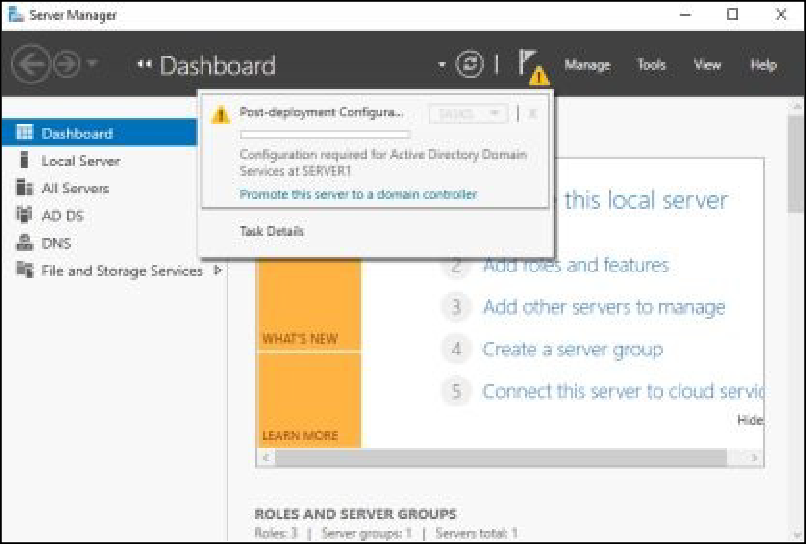 Server Manager
Dashboard
Manage
Tools
View
Help
Post-deployment Configura...
TASKS
x
Configuration required for Active Directory Domain
Services at SERVER1
Promote this server to a domain controller
Task Details
Dashboard
Local Server
All Servers
AD DS
DNS
File and Storage Services
this local server
2 Add roles and features
3 Add other servers to manage
4 Create a server group
5 Connect this server to cloud servic
Hide
WHAT'S NEW
LEARN MORE
ROLES AND SERVER GROUPS
Roles: 3 | Server groups: 1 | Servers total: 1